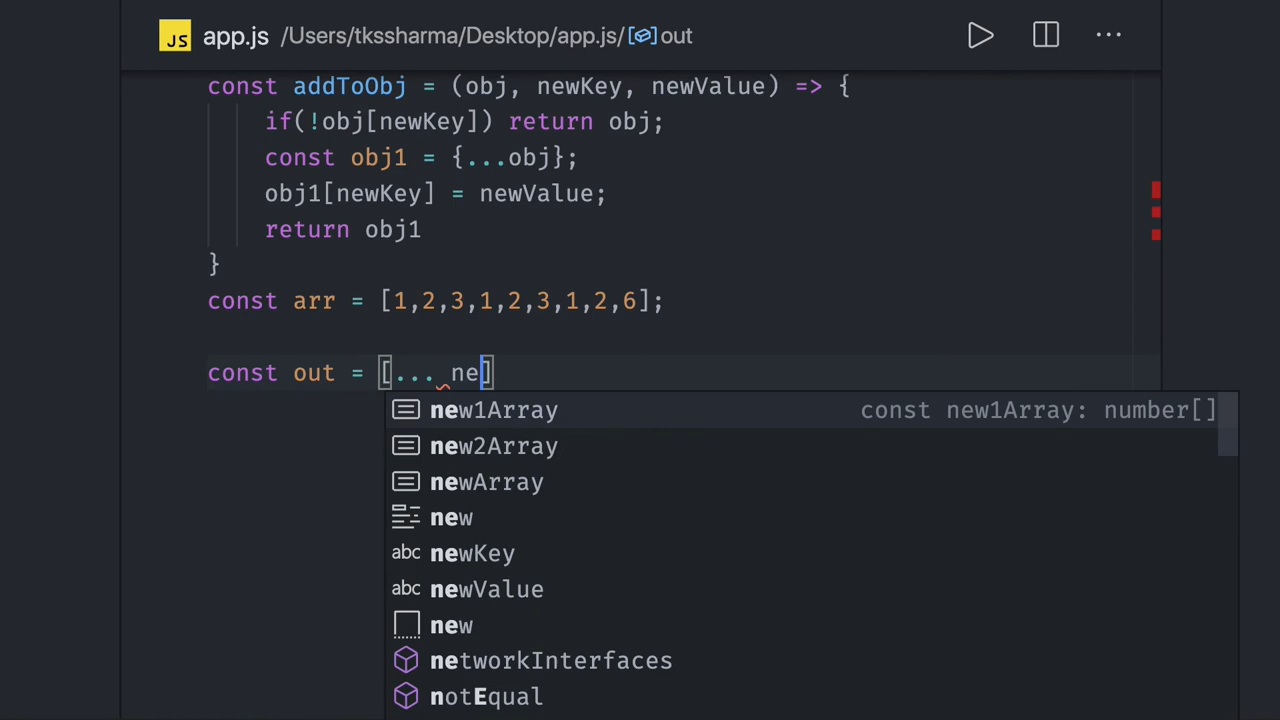 JS app.js /Users/tkssharma/Desktop/app.js/out
const addToObj = (obj, newKey, newValue) => {
if(!obj[newKey]) return obj;
const obj1 = {...obj};
obj1[newKey] = newValue;
return obj1
}
const arr = [1,2,3,1,2,3,1,2,6];
const out = [... ne]
new1Array const new1Array: number[]
new2Array
newArray
new
abc newKey
abc newValue
new
networkInterfaces
notEqual